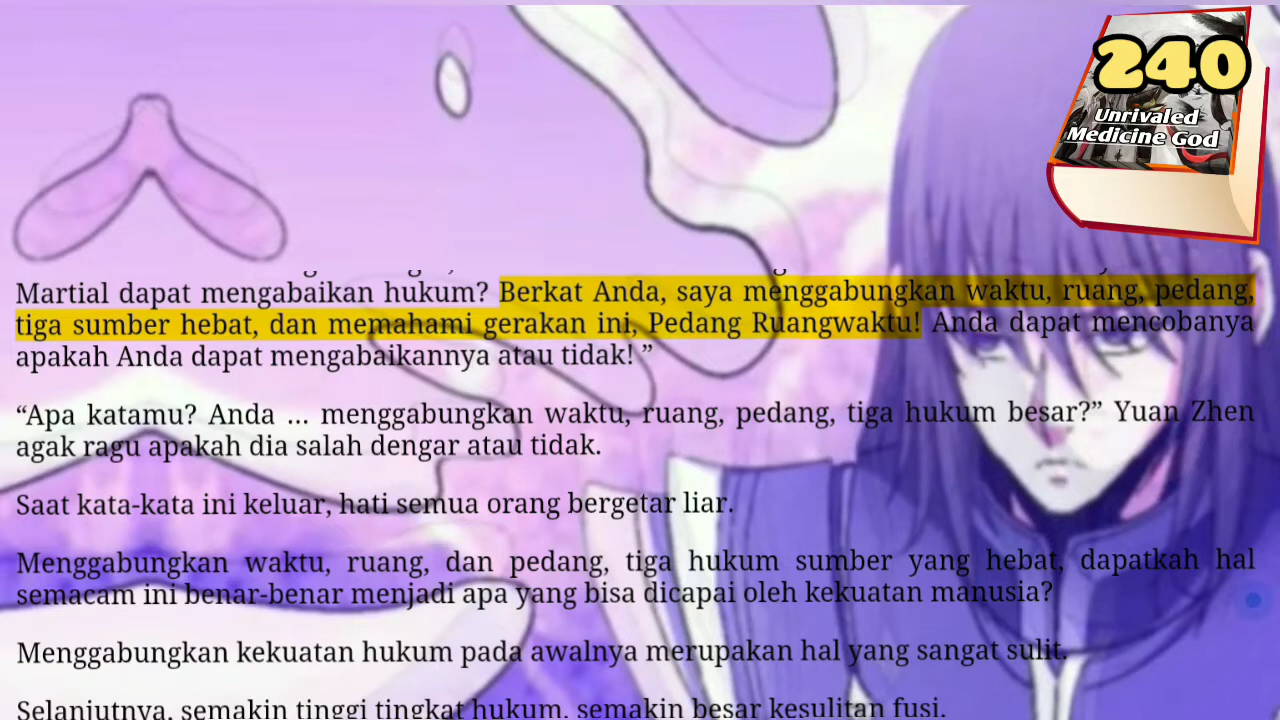 240
Unrivaled
Medicine God
Martial dapat mengabaikan hukum? Berkat Anda, saya menggabungkan waktu, ruang, pedang,
tiga sumber hebat, dan memahami gerakan ini, Pedang Ruangwaktu! Anda dapat mencobanya
apakah Anda dapat mengabaikannya atau tidak! ”
“Apa katamu? Anda ... menggabungkan waktu, ruang, pedang, tiga hukum besar?” Yuan Zhen
agak ragu apakah dia salah dengar atau tidak.
Saat kata-kata ini keluar, hati semua orang bergetar liar.
Menggabungkan waktu, ruang, dan pedang, tiga hukum sumber yang hebat, dapatkah hal
semacam ini benar-benar menjadi apa yang bisa dicapai oleh kekuatan manusia?
Menggabungkan kekuatan hukum pada awalnya merupakan hal yang sangat sulit.
Selanjutnya, semakin tinggi tingkat hukum, semakin besar kesulitan fusi.